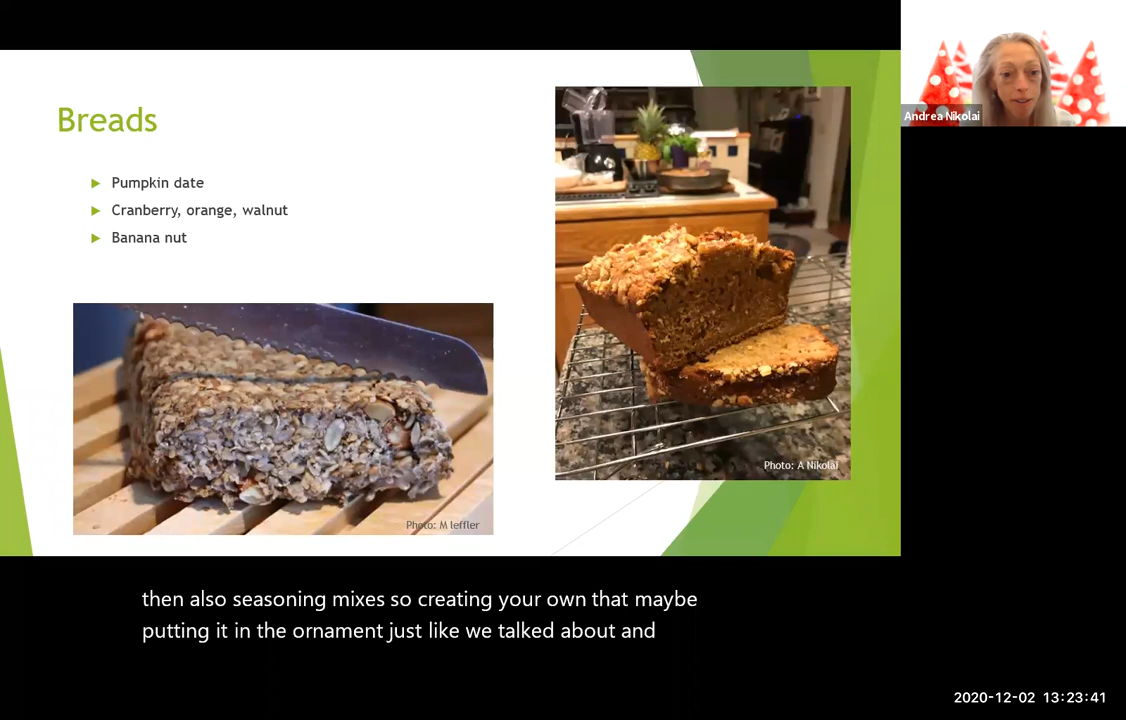 Breads
Pumpkin date
Cranberry, orange, walnut
Banana nut
Photo: M leffler
Photo: A Nikolai
Andrea Nikolai
then also seasoning mixes so creating your own that maybe
putting it in the ornament just like we talked about and
2020-12-02 13:23:41